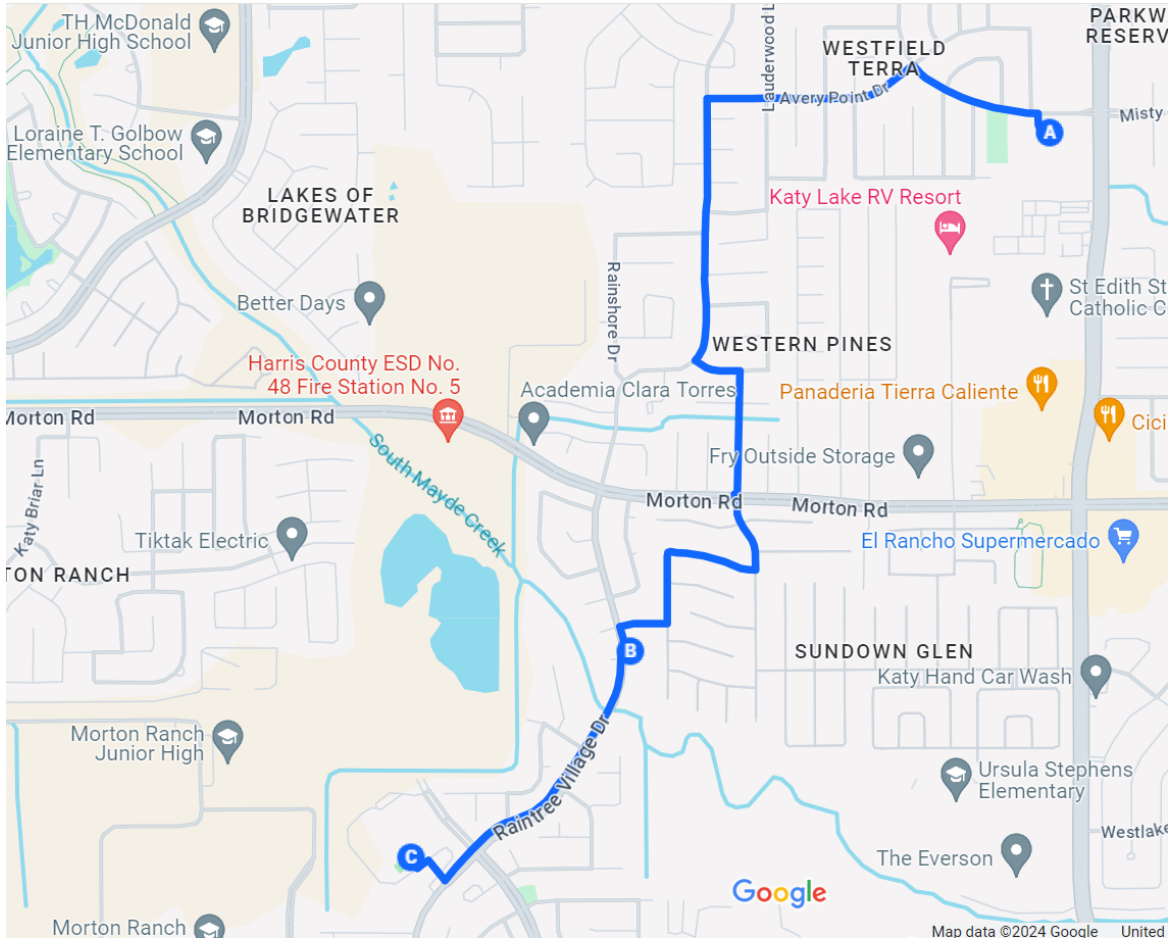 TH McDonald
Junior High School
PARKW
RESERV
WESTFIELD
TERRA
Lauderwood L
Avery Point Dr
A
Misty
Loraine T. Golbow
Elementary School
LAKES OF
BRIDGEWATER
Katy Lake RV Resort
Rainshore Dr
Better Days
St Edith St
Catholic C
WESTERN PINES
Harris County ESD No.
48 Fire Station No. 5
Academia Clara Torres
Panaderia Tierra Caliente
Morton Rd
Morton Rd
Cici
South Mayde Creek
Fry Outside Storage
Katy Briar Ln
Morton Rd
Morton Rd
Tiktak Electric
El Rancho Supermercado
TON RANCH
B
SUNDOWN GLEN
Katy Hand Car Wash
Morton Ranch
Junior High
Raintree Village Dr
Ursula Stephens
Elementary
Westlake
C
The Everson
Google
Morton Ranch
Map data ©2024 Google
United